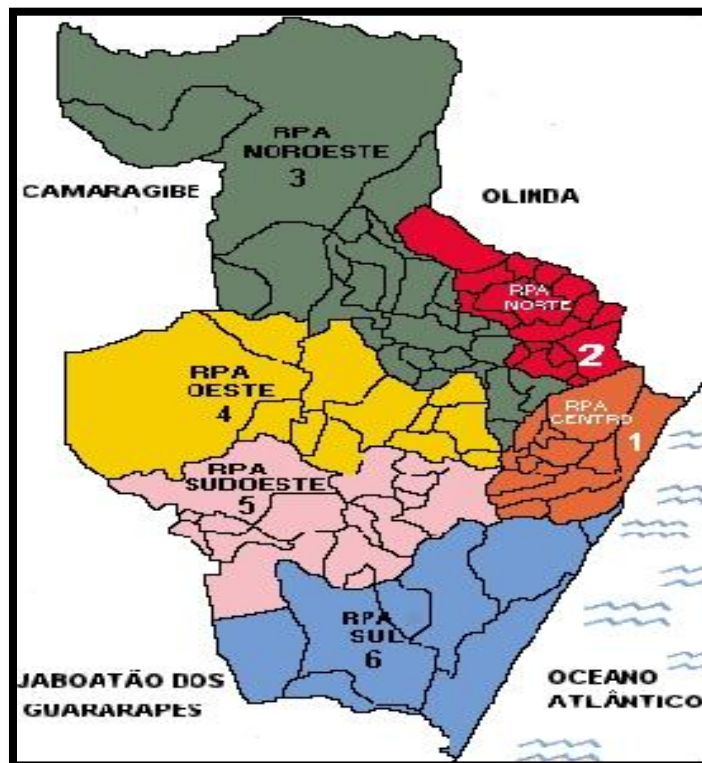 RPA
NOROESTE
3
CAMARAGIBE
OLINDA
RPA
NORTE
2
RPA
OESTE
4
RPA
CENTRO
1
RPA
SUDOESTE
5
RPA
SUL
6
JABOATÃO DOS
GUARARAPES
OCEANO
ATLÂNTICO